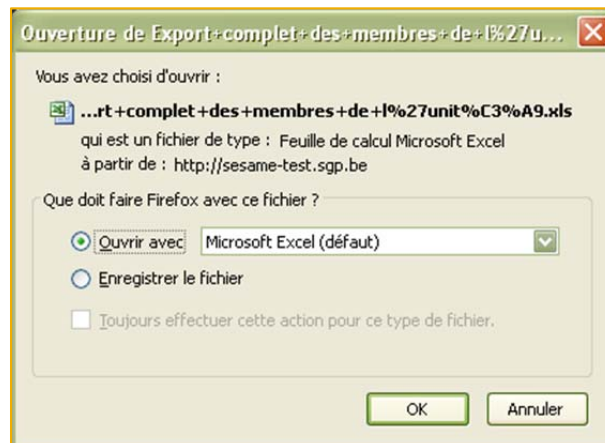 Ouverture de Export+complet+des+membres+de+l%27u...
Vous avez choisi d'ouvrir :
...rt+complet+des+membres+de+l%27unit%C3%A9.xls
qui est un fichier de type : Feuille de calcul Microsoft Excel
à partir de : http://sesame-test.sgp.be
Que doit faire Firefox avec ce fichier ?
Ouvrir avec Microsoft Excel (défaut)
Enregistrer le fichier
Toujours effectuer cette action pour ce type de fichier.
OK Annuler